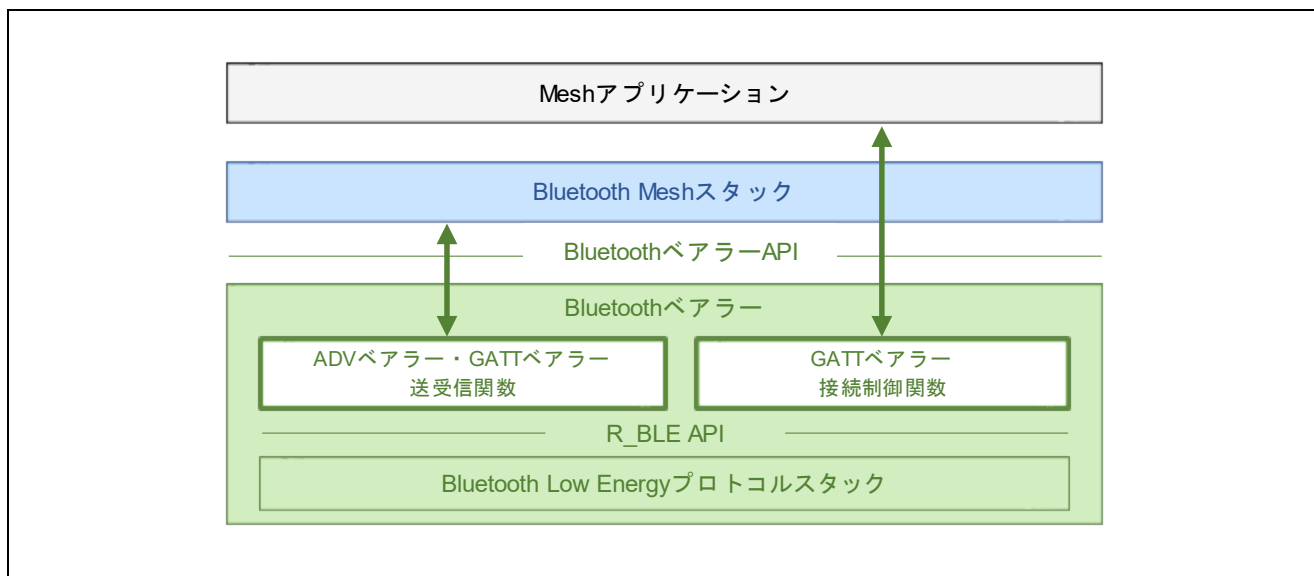 Meshアプリケーション
Bluetooth Meshスタック
BluetoothベアラーAPI
Bluetoothベアラー
ADVベアラー・GATTベアラー
送受信関数
GATTベアラー
接続制御関数
R_BLE API
Bluetooth Low Energyプロトコルスタック